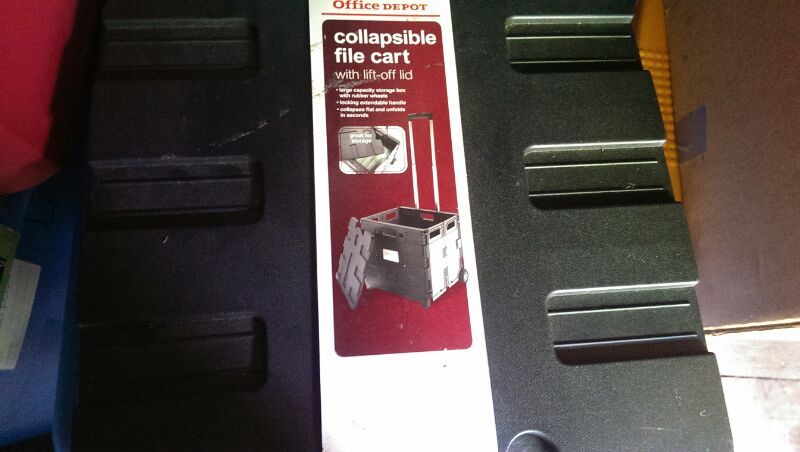 Office DEPOT
collapsible
file cart
with lift-off lid
• large capacity storage box
with rubber wheels
• locking extendable handle
• collapses flat and unfolds
in seconds
great for
storage